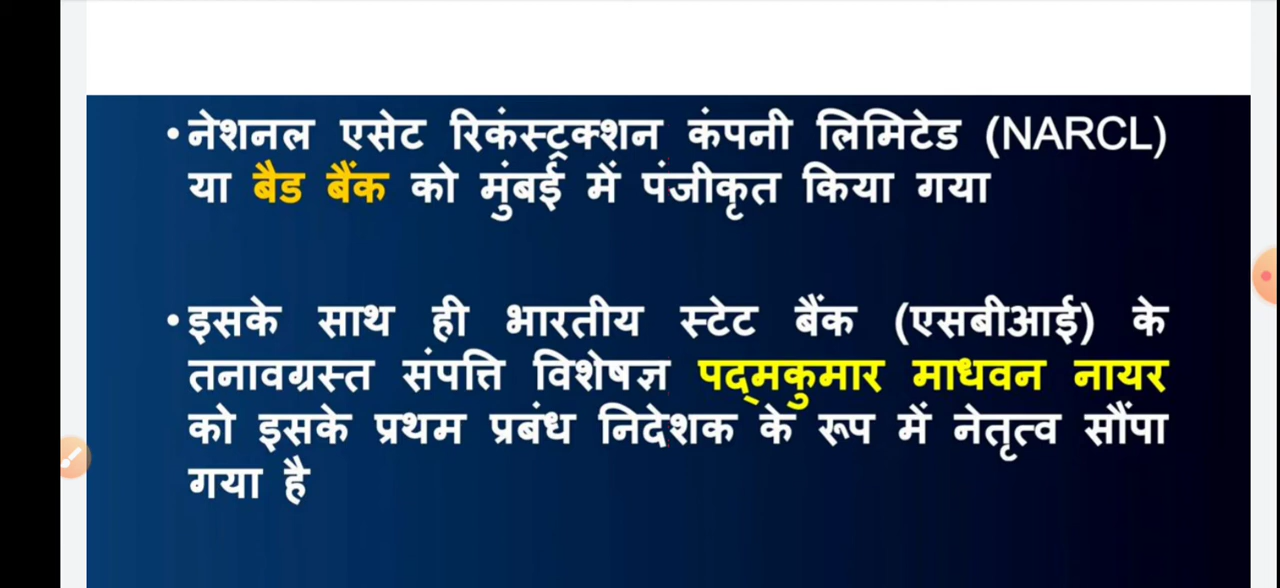 • नेशनल एसेट रिकंस्ट्रक्शन कंपनी लिमिटेड (NARCL)
या बैड बैंक को मुंबई में पंजीकृत किया गया
• इसके साथ ही भारतीय स्टेट बैंक (एसबीआई) के
तनावग्रस्त संपत्ति विशेषज्ञ पद्मकुमार माधवन नायर
को इसके प्रथम प्रबंध निदेशक के रूप में नेतृत्व सौंपा
गया है